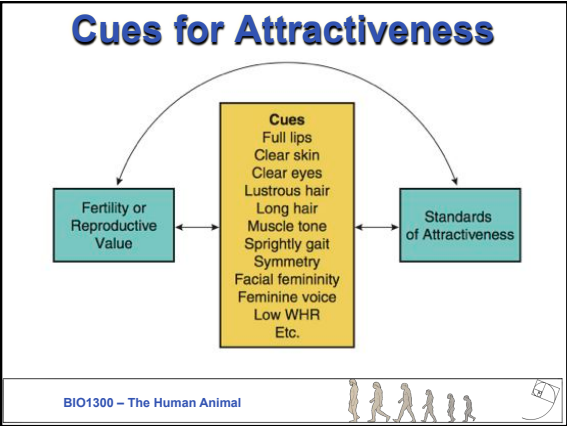 Cues for Attractiveness
Fertility or
Reproductive
Value
Cues
Full lips
Clear skin
Clear eyes
Lustrous hair
Long hair
Muscle tone
Sprightly gait
Symmetry
Facial femininity
Feminine voice
Low WHR
Etc.
Standards
of Attractiveness
BIO1300 – The Human Animal